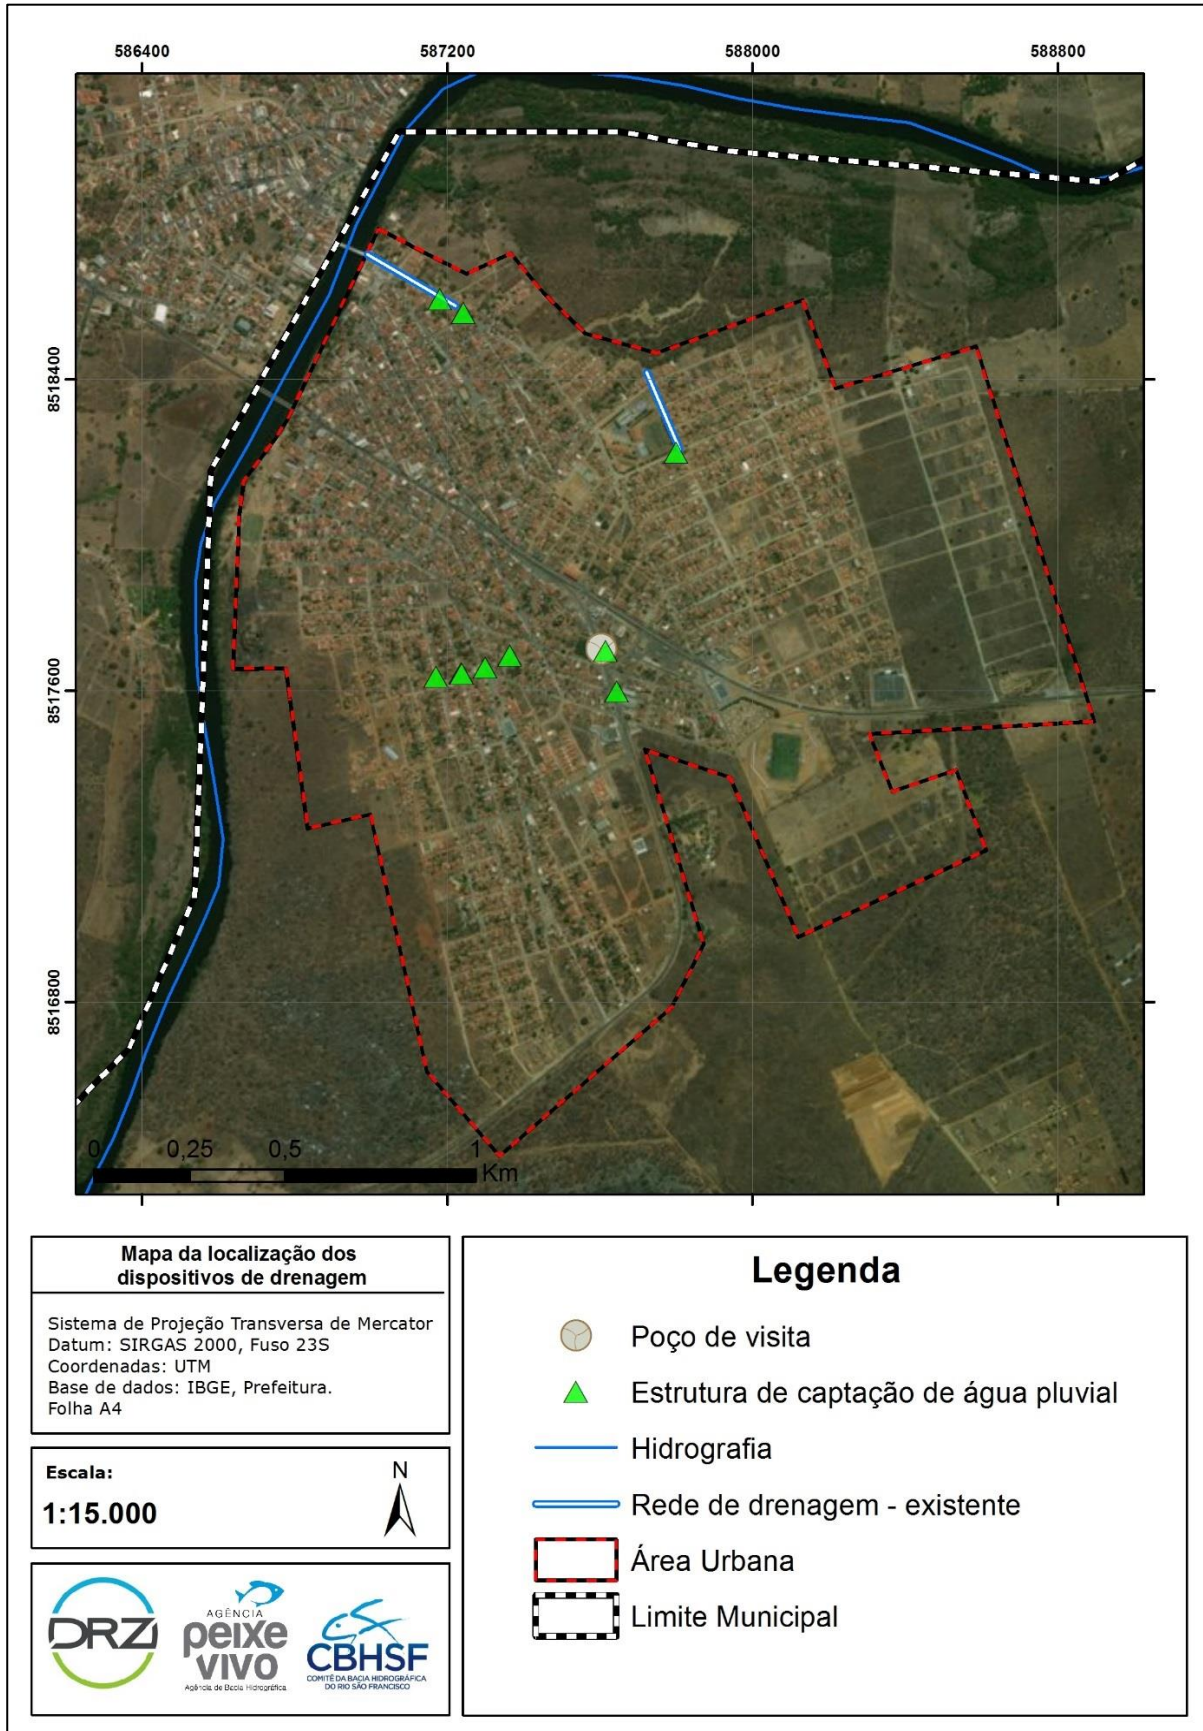 586400 587200 588000 588800
8518400
8517600
8516800
0 0,25 0,5 1
Km
Mapa da localização dos
dispositivos de drenagem
Sistema de Projeção Transversa de Mercator
Datum: SIRGAS 2000, Fuso 23S
Coordenadas: UTM
Base de dados: IBGE, Prefeitura.
Folha A4
Escala:
1:15.000
N
DRZ
AGÊNCIA
peixe
VIVO
Agência de Bacia Hidrográfica
CBHSF
COMITÊ DA BACIA HIDROGRÁFICA
DO RIO SÃO FRANCISCO
Legenda
Poço de visita
Estrutura de captação de água pluvial
Hidrografia
Rede de drenagem - existente
Área Urbana
Limite Municipal